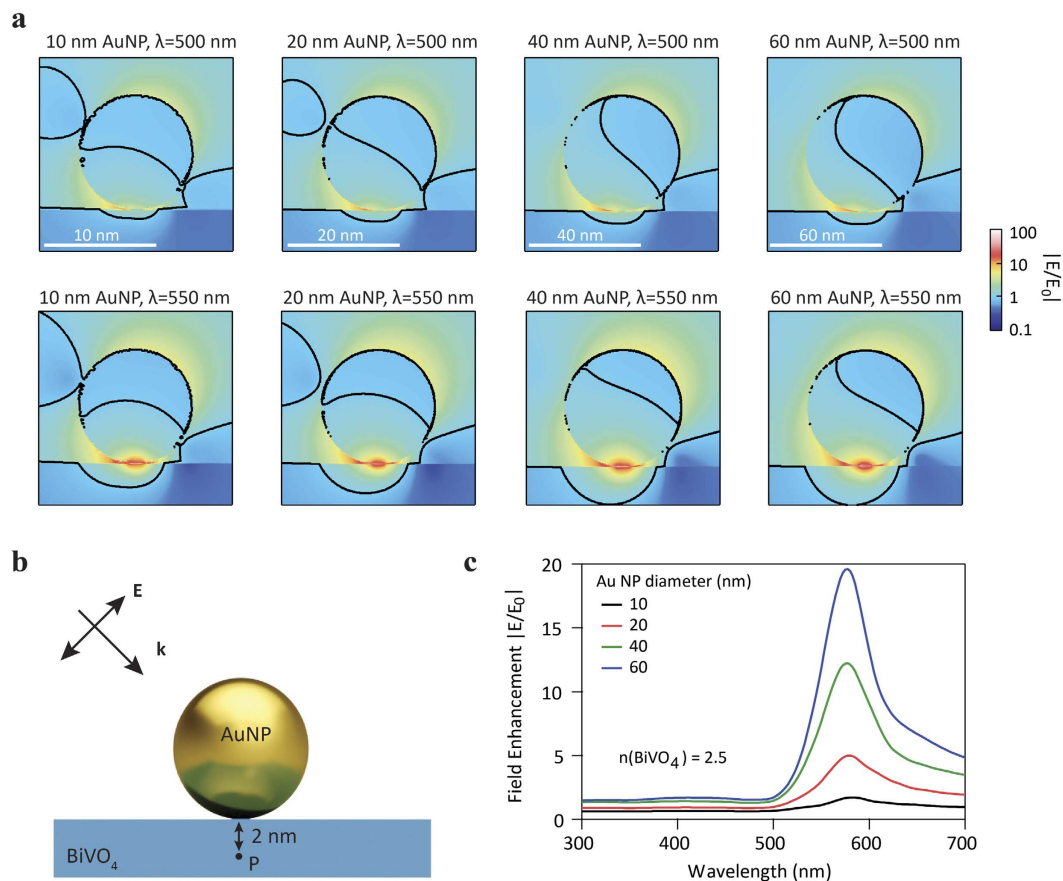 a
10 nm AuNP, λ=500 nm
20 nm AuNP, λ=500 nm
40 nm AuNP, λ=500 nm
60 nm AuNP, λ=500 nm
10 nm
20 nm
40 nm
60 nm
10 nm AuNP, λ=550 nm
20 nm AuNP, λ=550 nm
40 nm AuNP, λ=550 nm
60 nm AuNP, λ=550 nm
100
10
1
0.1
|E/E₀|
b
E
k
AuNP
2 nm
P
BiVO₄
c
Field Enhancement |E/E₀|
20
15
10
5
0
Au NP diameter (nm)
10
20
40
60
n(BiVO₄) = 2.5
300
400
500
600
700
Wavelength (nm)